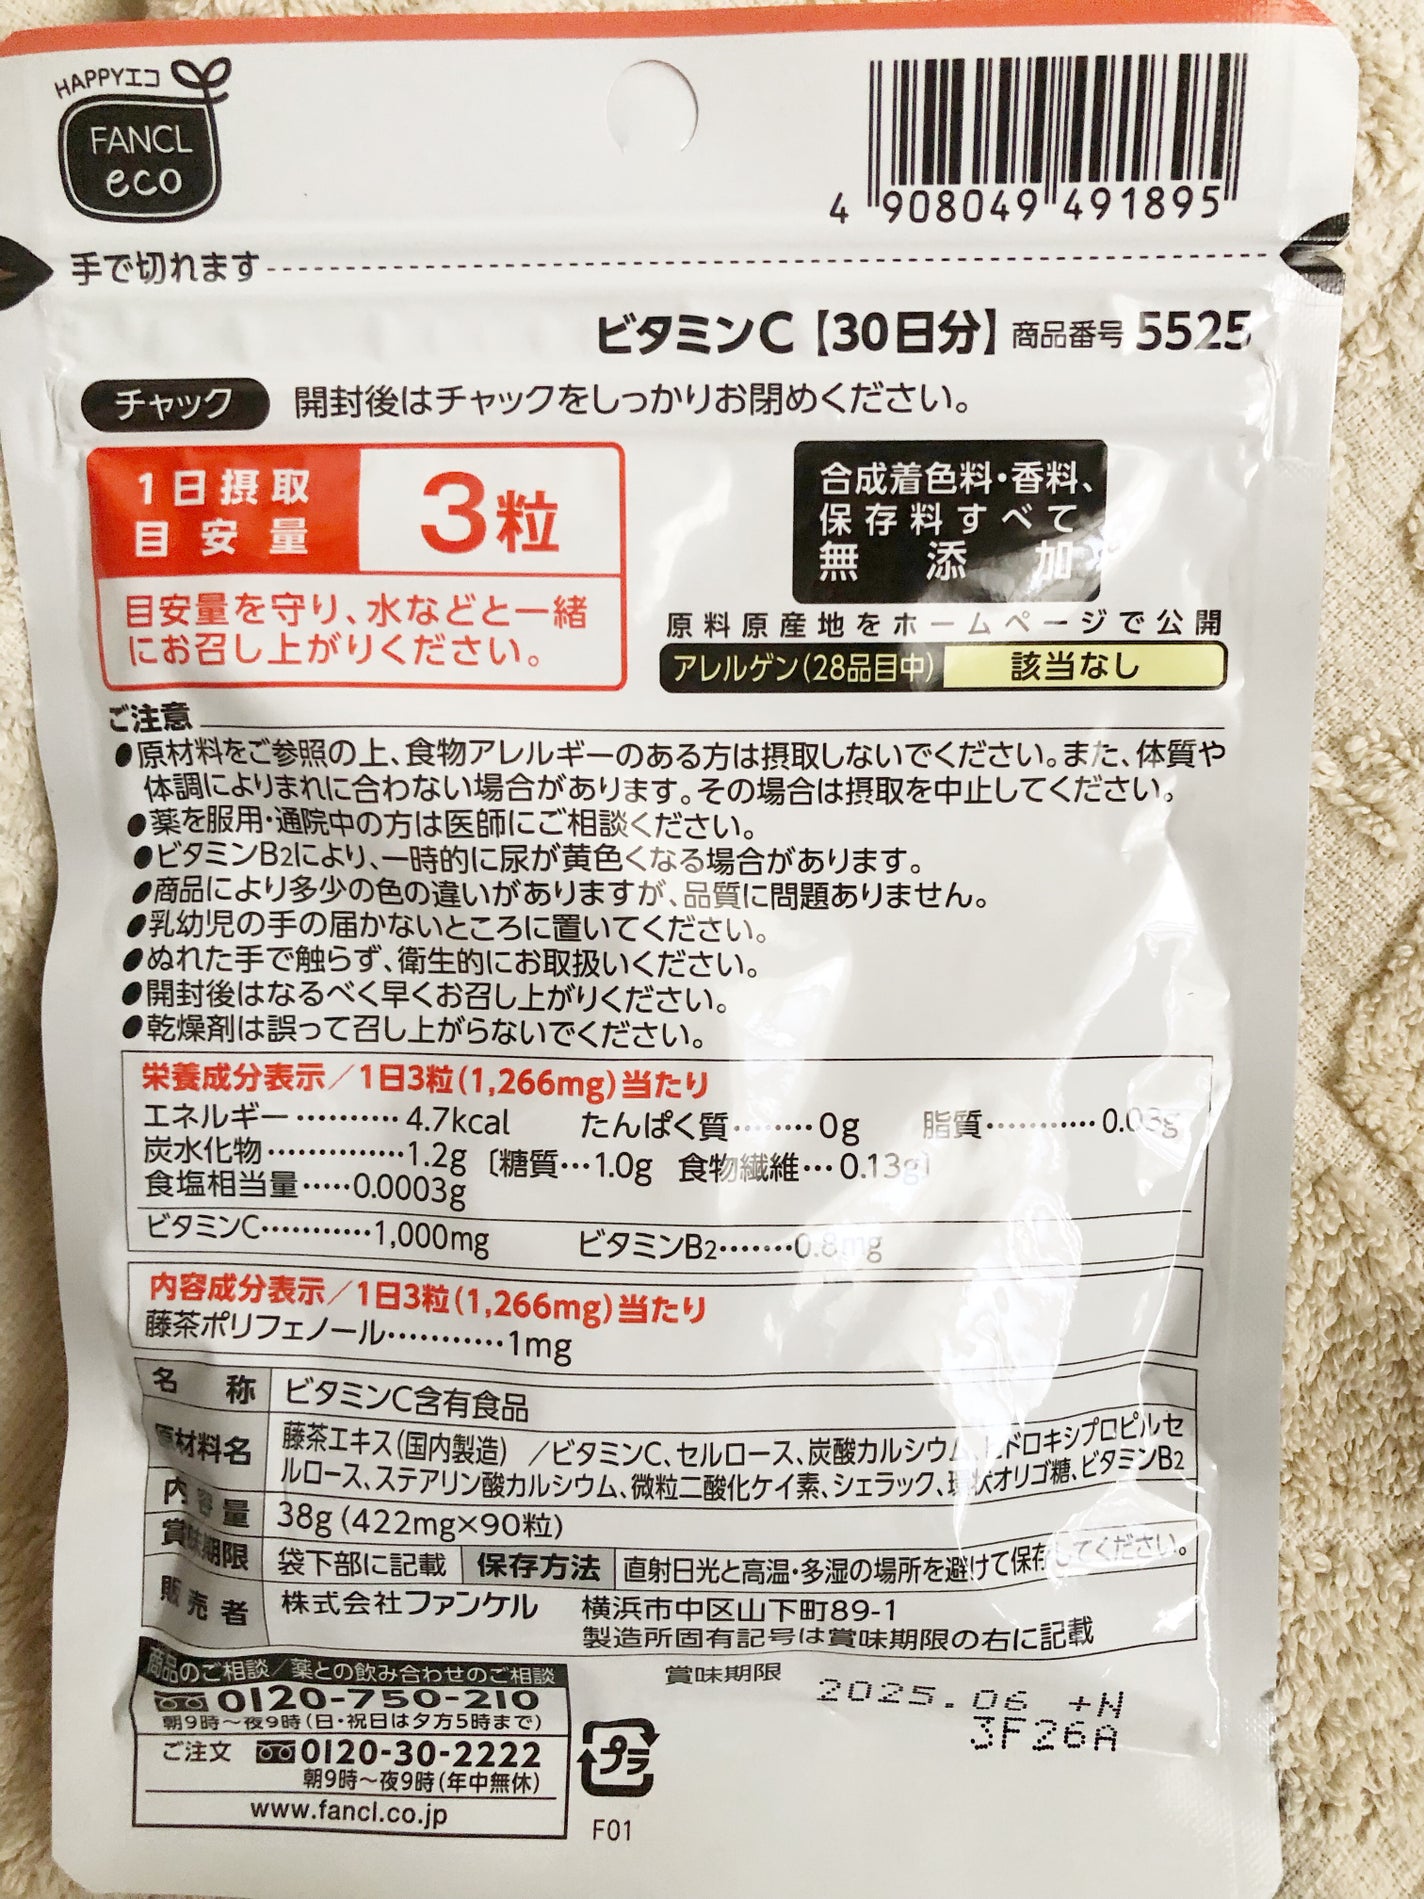 HAPPYエコ
FANCL
eco
4 908049 491895
手で切れます
ビタミンC【30日分】商品番号 5525
チャック 開封後はチャックをしっかりお閉めください。
1日摂取
目安量
3粒
目安量を守り、水などと一緒
にお召し上がりください。
合成着色料・香料、
保存料すべて
無添加
原料原産地をホームページで公開
アレルゲン(28品目中) 該当なし
ご注意
●原材料をご参照の上、食物アレルギーのある方は摂取しないでください。また、体質や
体調によりまれに合わない場合があります。その場合は摂取を中止してください。
●薬を服用・通院中の方は医師にご相談ください。
●ビタミンB2により、一時的に尿が黄色くなる場合があります。
●商品により多少の色の違いがありますが、品質に問題ありません。
●乳幼児の手の届かないところに置いてください。
●ぬれた手で触らず、衛生的にお取扱いください。
●開封後はなるべく早くお召し上がりください。
●乾燥剤は誤って召し上がらないでください。
栄養成分表示/1日3粒(1,266mg)当たり
エネルギー……….4.7kcal たんぱく質……..0g 脂質………..0.03g
炭水化物…………..1.2g〔糖質…1.0g 食物繊維…0.13g〕
食塩相当量…..0.0003g
ビタミンC………..1,000mg ビタミンB2…….0.8mg
内容成分表示/1日3粒(1,266mg)当たり
藤茶ポリフェノール………..1mg
名称 ビタミンC含有食品
原材料名 藤茶エキス(国内製造)/ビタミンC、セルロース、炭酸カルシウム、ヒドロキシプロピルセ
ルロース、ステアリン酸カルシウム、微粒二酸化ケイ素、シェラック、環状オリゴ糖、ビタミンB2
内容量 38g(422mg×90粒)
賞味期限 袋下部に記載 保存方法 直射日光と高温・多湿の場所を避けて保存してください。
販売者 株式会社ファンケル 横浜市中区山下町89-1
製造所固有記号は賞味期限の右に記載
商品のご相談/薬との飲み合わせのご相談
0120-750-210
朝9時〜夜9時(日・祝日は夕方5時まで)
ご注文 0120-30-2222
朝9時〜夜9時(年中無休)
www.fancl.co.jp
プラ
F01
賞味期限 2025.06 +N
3F26A